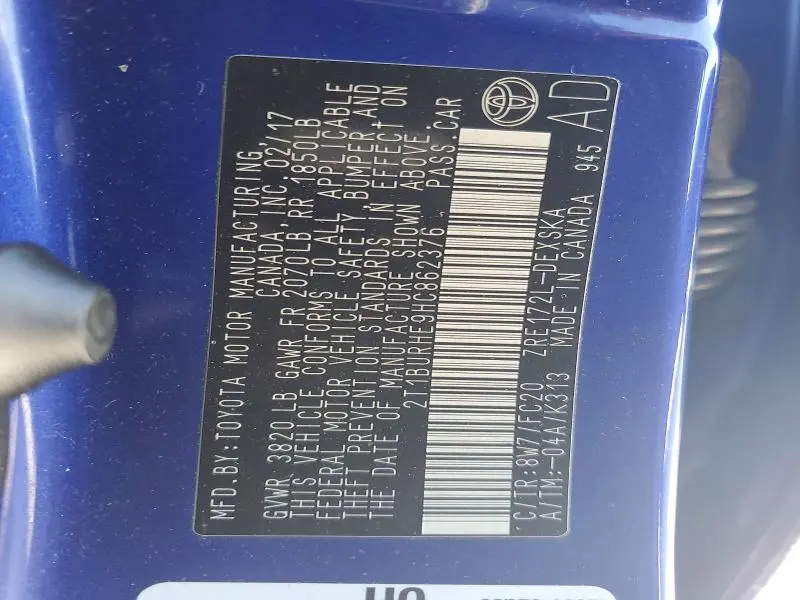 MFD.BY:TOYOTA MOTOR MANUFACTURING,
CANADA, INC. 02/17
GVWR 3820 LB GAWR FR 2070LB,RR 1850LB
THIS VEHICLE CONFORMS TO ALL APPLICABLE
FEDERAL MOTOR VEHICLE SAFETY, BUMPER, AND
THEFT PREVENTION STANDARDS IN EFFECT ON
THE DATE OF MANUFACTURE SHOWN ABOVE.
2T1BURHE9HC862376 PASS.CAR
C/TR:8W7/FC20 ZRE172L-DEXSKA
A/TM:-04A/K313 MADE IN CANADA 945
AD